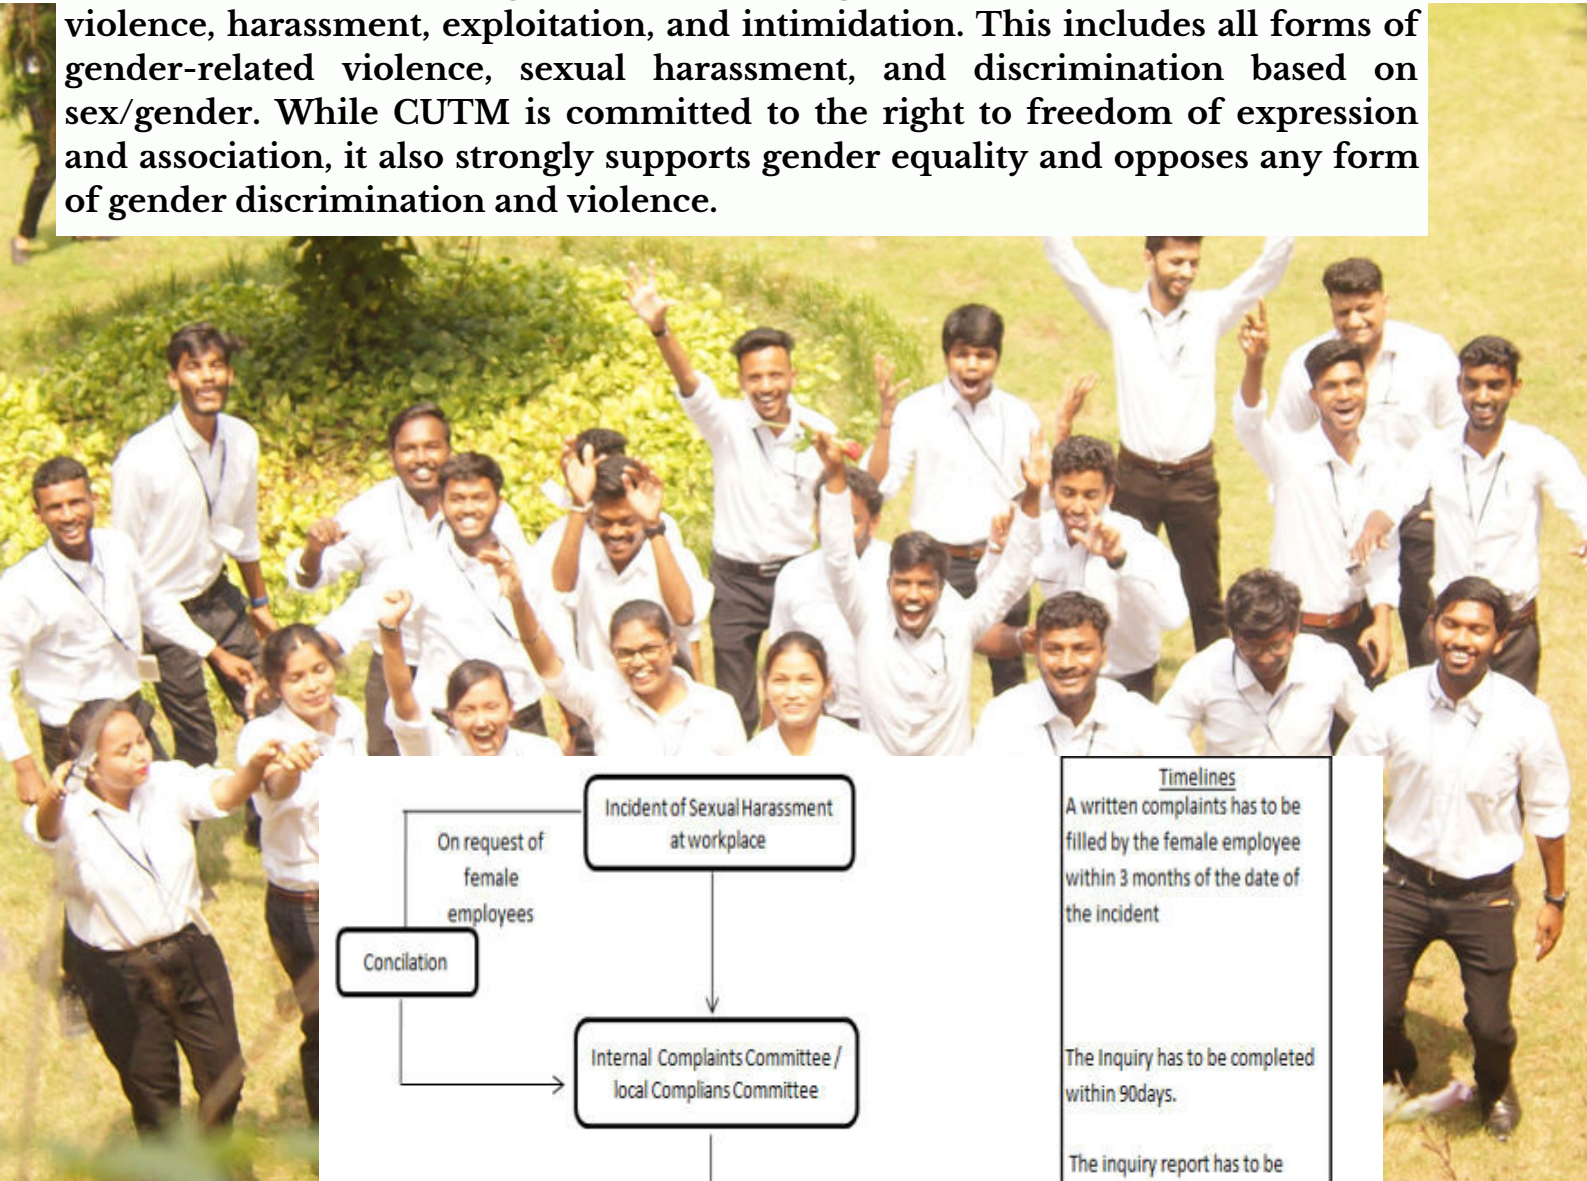 violence, harassment, exploitation, and intimidation. This includes all forms of
gender-related violence, sexual harassment, and discrimination based on
sex/gender. While CUTM is committed to the right to freedom of expression
and association, it also strongly supports gender equality and opposes any form
of gender discrimination and violence.
Incident of Sexual Harassment
at workplace
On request of
female
employees
Concilation
Internal Complaints Committee /
local Complians Committee
Timelines
A written complaints has to be
filled by the female employee
within 3 months of the date of
the incident
The Inquiry has to be completed
within 90days.
The inquiry report has to be